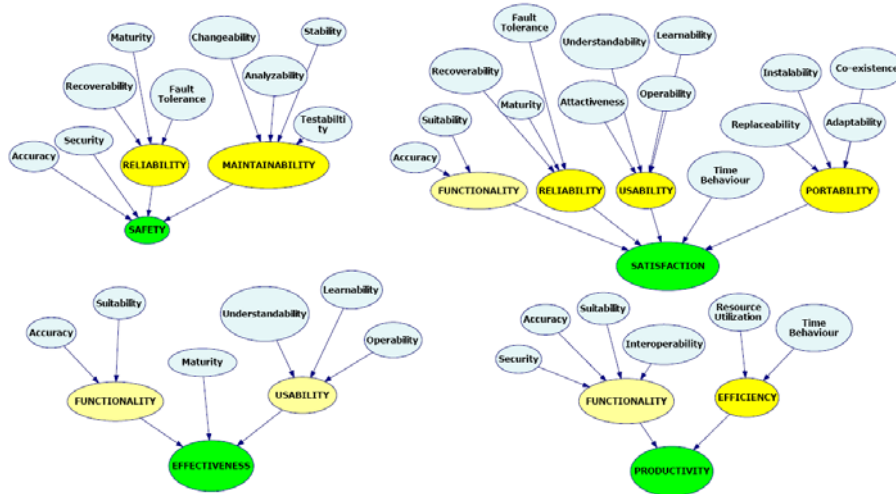 Maturity
Changeability
Stability
Recoverability
Fault
Tolerance
Analyzability
Testabili
ty
Accuracy
Security
RELIABILITY
MAINTAINABILITY
SAFETY
Fault
Tolerance
Understandability
Learnability
Recoverability
Instalability
Co-existence
Suitability
Maturity
Attactiveness
Operability
Replaceability
Adaptability
Accuracy
Time
Behaviour
FUNCTIONALITY
RELIABILITY
USABILITY
PORTABILITY
SATISFACTION
Suitability
Learnability
Accuracy
Understandability
Operability
Maturity
FUNCTIONALITY
USABILITY
EFFECTIVENESS
Suitability
Resource
Utilization
Accuracy
Time
Behaviour
Security
Interoperability
FUNCTIONALITY
EFFICIENCY
PRODUCTIVITY